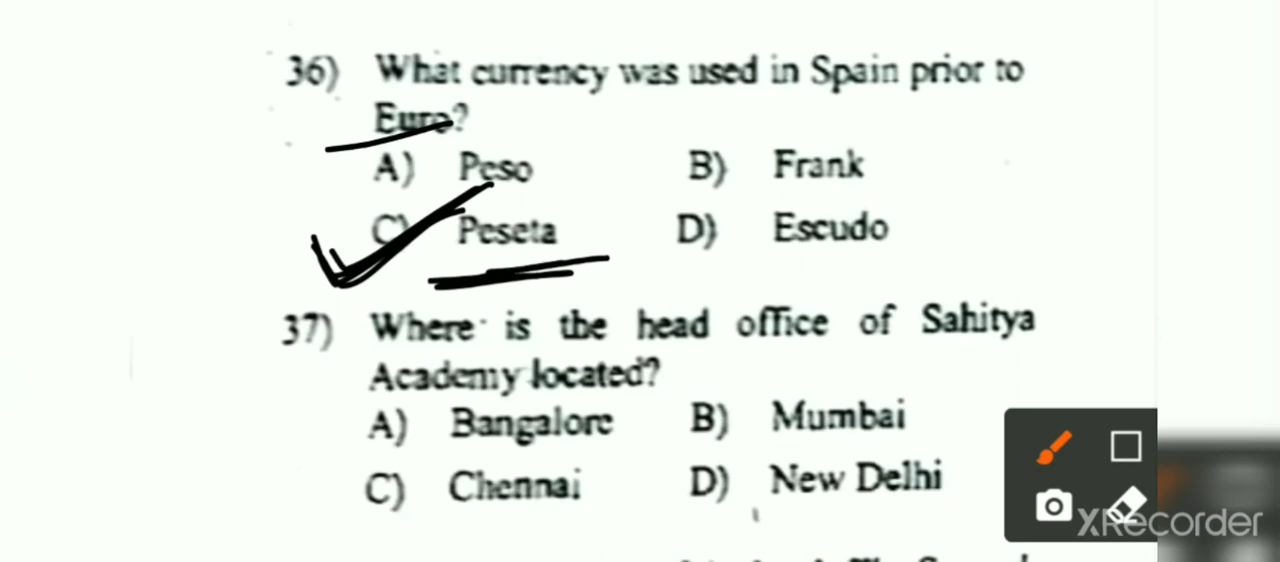 36) What currency was used in Spain prior to
Euro?
A) Peso B) Frank
C) Peseta D) Escudo
37) Where is the head office of Sahitya
Academy located?
A) Bangalore B) Mumbai
C) Chennai D) New Delhi
XRecorder